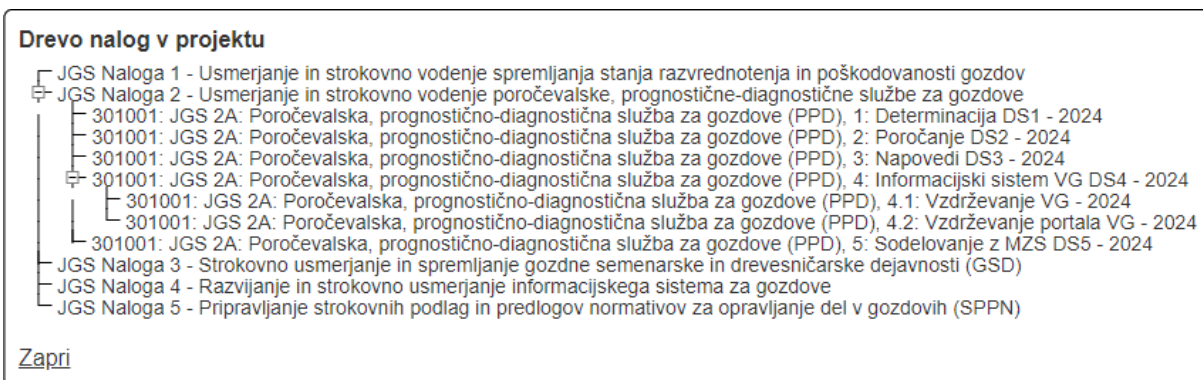 Drevo nalog v projektu
JGS Naloga 1 - Usmerjanje in strokovno vodenje spremljanja stanja razvrednotenja in poškodovanosti gozdov
JGS Naloga 2 - Usmerjanje in strokovno vodenje poročevalske, prognostične-diagnostične službe za gozdove
301001: JGS 2A: Poročevalska, prognostično-diagnostična služba za gozdove (PPD), 1: Determinacija DS1 - 2024
301001: JGS 2A: Poročevalska, prognostično-diagnostična služba za gozdove (PPD), 2: Poročanje DS2 - 2024
301001: JGS 2A: Poročevalska, prognostično-diagnostična služba za gozdove (PPD), 3: Napovedi DS3 - 2024
301001: JGS 2A: Poročevalska, prognostično-diagnostična služba za gozdove (PPD), 4: Informacijski sistem VG DS4 - 2024
301001: JGS 2A: Poročevalska, prognostično-diagnostična služba za gozdove (PPD), 4.1: Vzdrževanje VG - 2024
301001: JGS 2A: Poročevalska, prognostično-diagnostična služba za gozdove (PPD), 4.2: Vzdrževanje portala VG - 2024
301001: JGS 2A: Poročevalska, prognostično-diagnostična služba za gozdove (PPD), 5: Sodelovanje z MZS DS5 - 2024
JGS Naloga 3 - Strokovno usmerjanje in spremljanje gozdne semenarske in drevesničarske dejavnosti (GSD)
JGS Naloga 4 - Razvijanje in strokovno usmerjanje informacijskega sistema za gozdove
JGS Naloga 5 - Pripravljanje strokovnih podlag in predlogov normativov za opravljanje del v gozdovih (SPPN)
Zapri